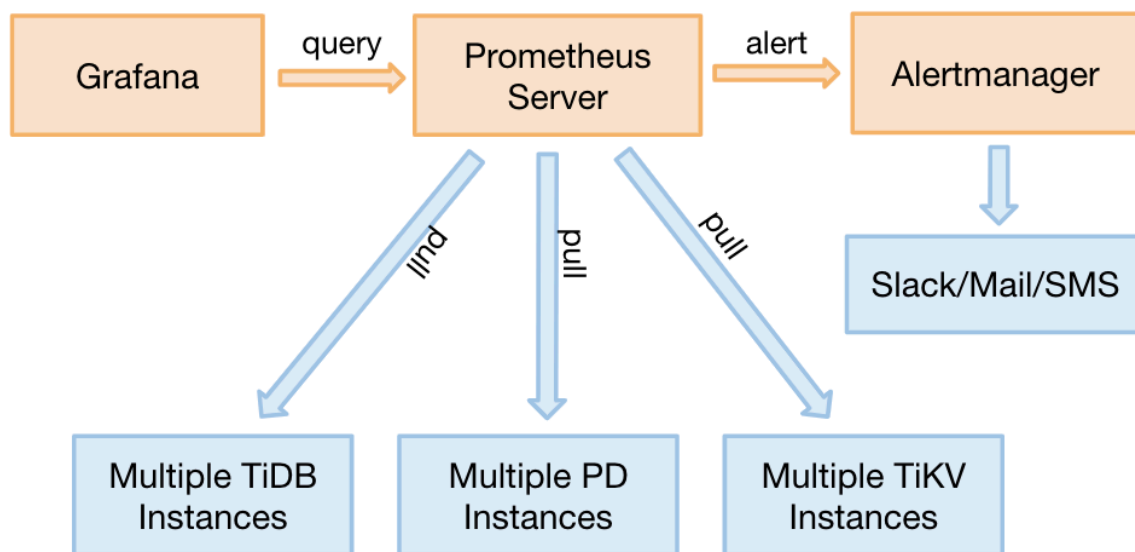 query
alert
Grafana
Prometheus
Server
Alertmanager
pull
pull
pull
Slack/Mail/SMS
Multiple TiDB
Instances
Multiple PD
Instances
Multiple TiKV
Instances